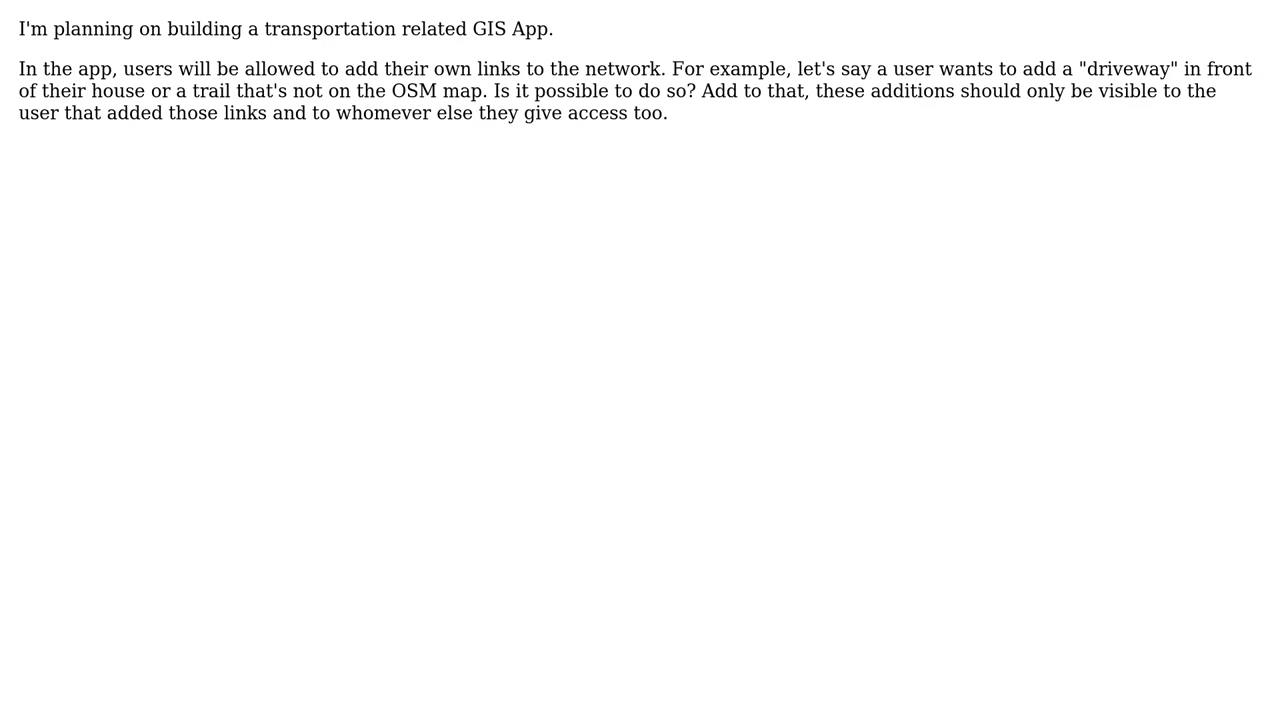 I'm planning on building a transportation related GIS App.
In the app, users will be allowed to add their own links to the network. For example, let's say a user wants to add a "driveway" in front
of their house or a trail that's not on the OSM map. Is it possible to do so? Add to that, these additions should only be visible to the
user that added those links and to whomever else they give access too.